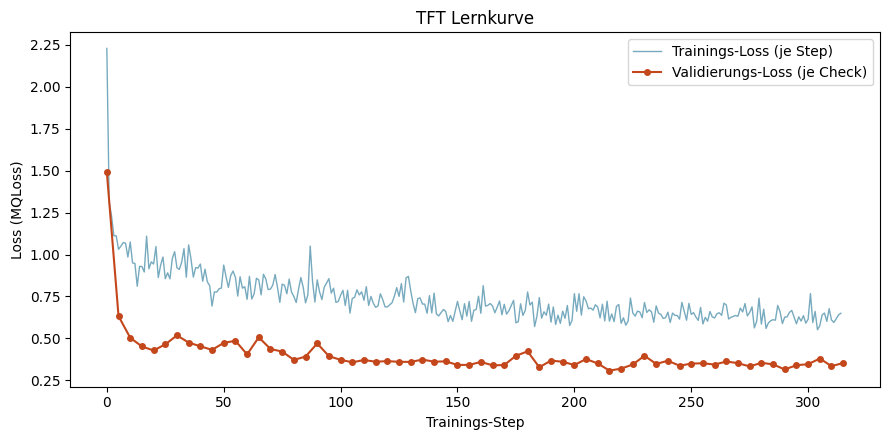 TFT Lernkurve
Trainings-Loss (je Step)
Validierungs-Loss (je Check)
Loss (MQLoss)
2.25
2.00
1.75
1.50
1.25
1.00
0.75
0.50
0.25
0 50 100 150 200 250 300
Trainings-Step